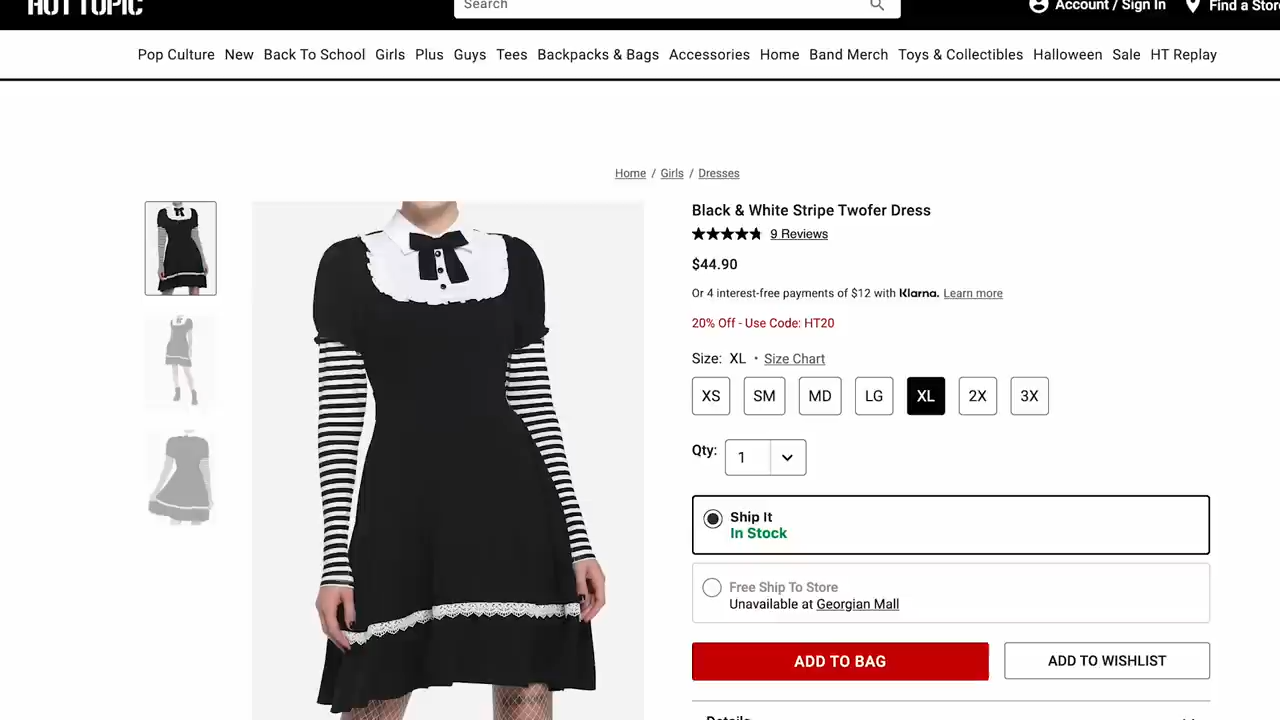 HOT TOPIC
Search
Account / Sign In
Find a Store
Pop Culture New Back To School Girls Plus Guys Tees Backpacks & Bags Accessories Home Band Merch Toys & Collectibles Halloween Sale HT Replay
Home / Girls / Dresses
Black & White Stripe Twofer Dress
9 Reviews
$44.90
Or 4 interest-free payments of $12 with Klarna. Learn more
20% Off - Use Code: HT20
Size: XL • Size Chart
XS SM MD LG XL 2X 3X
Qty: 1
Ship It
In Stock
Free Ship To Store
Unavailable at Georgian Mall
ADD TO BAG
ADD TO WISHLIST
Details